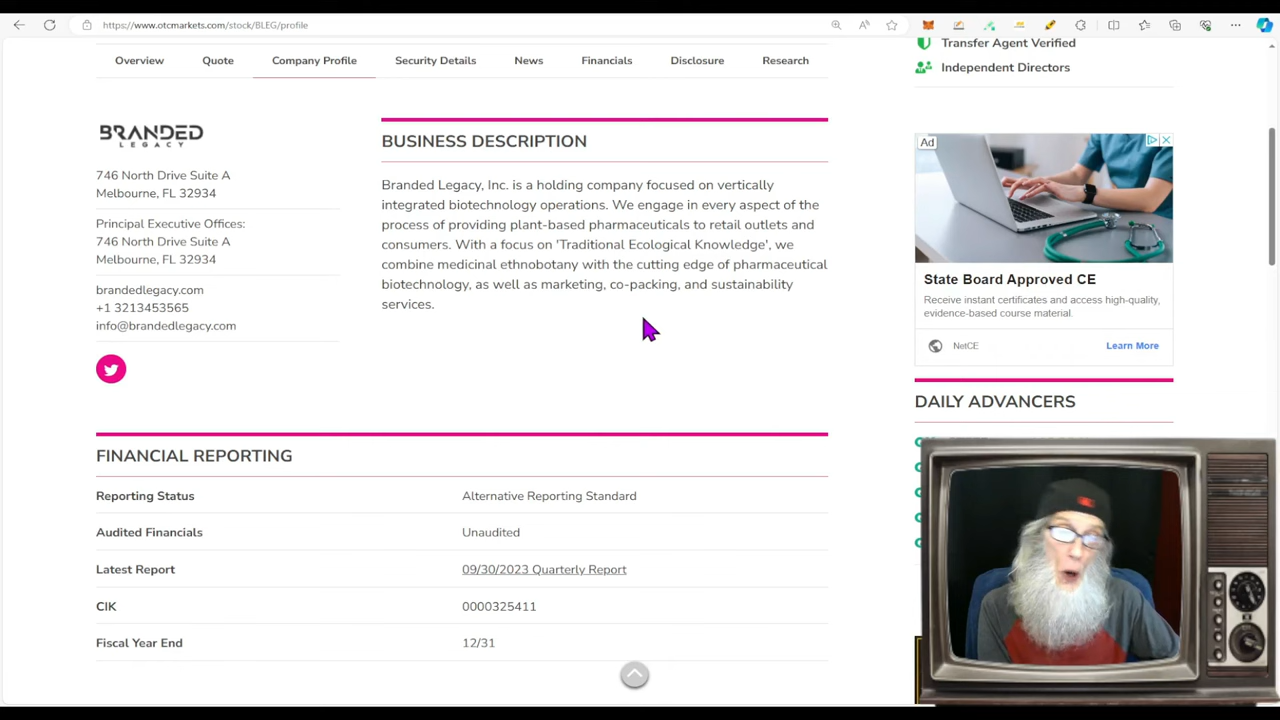 https://www.otcmarkets.com/stock/BLEG/profile
Overview
Quote
Company Profile
Security Details
News
Financials
Disclosure
Research
BRANDED
LEGACY
746 North Drive Suite A
Melbourne, FL 32934
Principal Executive Offices:
746 North Drive Suite A
Melbourne, FL 32934
brandedlegacy.com
+1 3213453565
info@brandedlegacy.com
BUSINESS DESCRIPTION
Branded Legacy, Inc. is a holding company focused on vertically
integrated biotechnology operations. We engage in every aspect of the
process of providing plant-based pharmaceuticals to retail outlets and
consumers. With a focus on 'Traditional Ecological Knowledge', we
combine medicinal ethnobotany with the cutting edge of pharmaceutical
biotechnology, as well as marketing, co-packing, and sustainability
services.
FINANCIAL REPORTING
Reporting Status
Alternative Reporting Standard
Audited Financials
Unaudited
Latest Report
09/30/2023 Quarterly Report
CIK
0000325411
Fiscal Year End
12/31
Transfer Agent Verified
Independent Directors
Ad
State Board Approved CE
Receive instant certificates and access high-quality,
evidence-based course material.
NetCE
Learn More
DAILY ADVANCERS